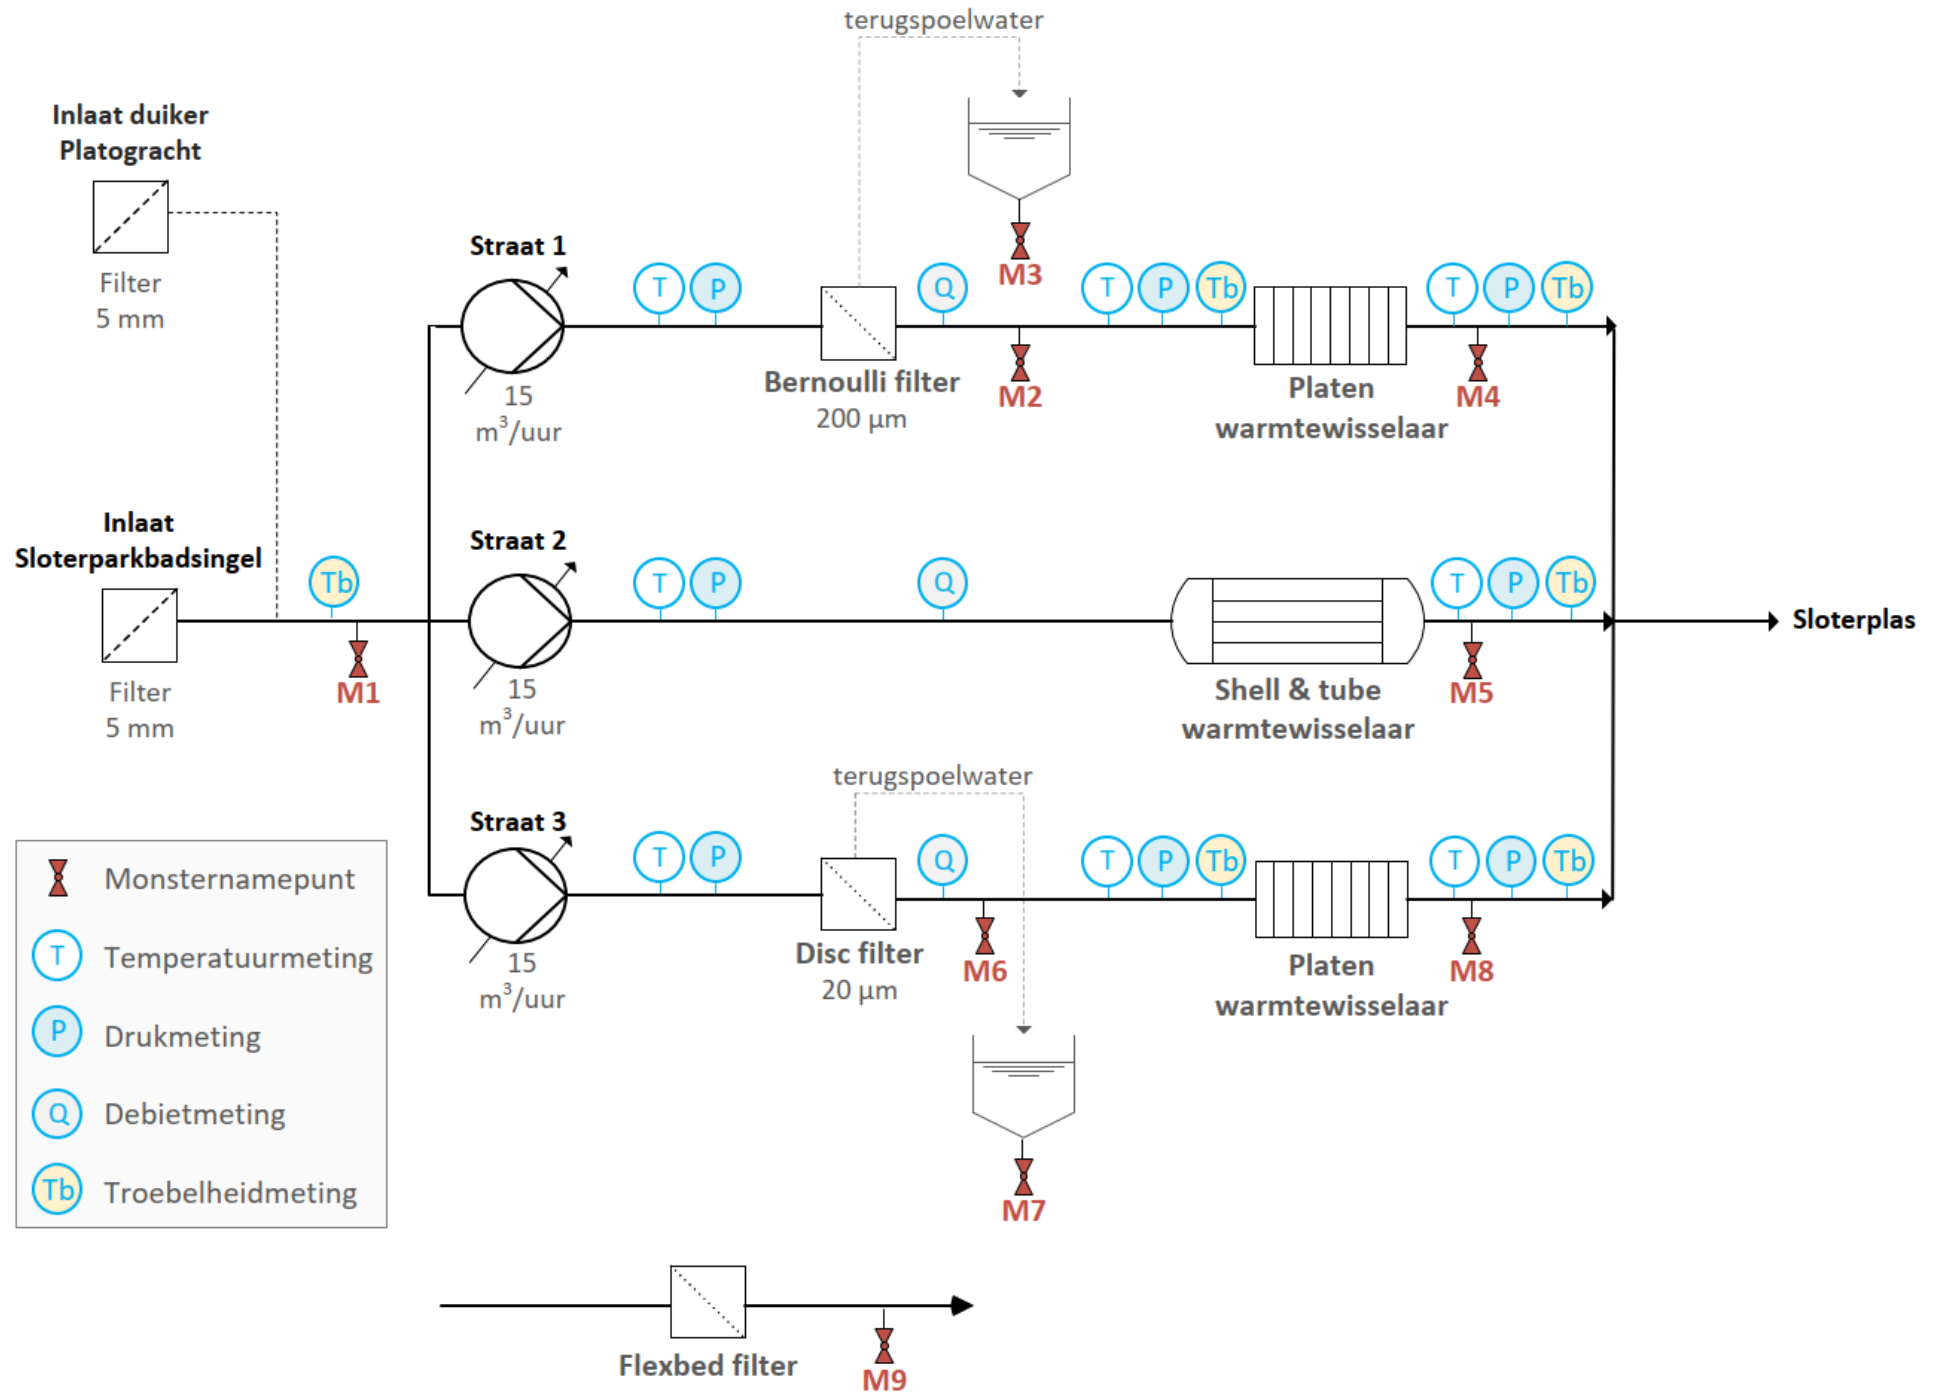 terugspoelwater
Inlaat duiker
Platogracht
Filter
5 mm
Straat 1
T
P
Q
M3
T
P
Tb
T
P
Tb
15
m³/uur
Bernoulli filter
200 µm
M2
Platen
warmtewisselaar
M4
Inlaat
Sloterparkbadsingel
Filter
5 mm
Tb
M1
Straat 2
T
P
Q
T
P
Tb
Sloterplas
15
m³/uur
Shell & tube
warmtewisselaar
M5
terugspoelwater
Straat 3
T
P
Q
T
P
Tb
T
P
Tb
15
m³/uur
Disc filter
20 µm
M6
Platen
warmtewisselaar
M8
M7
Monsternamepunt
T Temperatuurmeting
P Drukmeting
Q Debietmeting
Tb Troebelheidmeting
Flexbed filter
M9